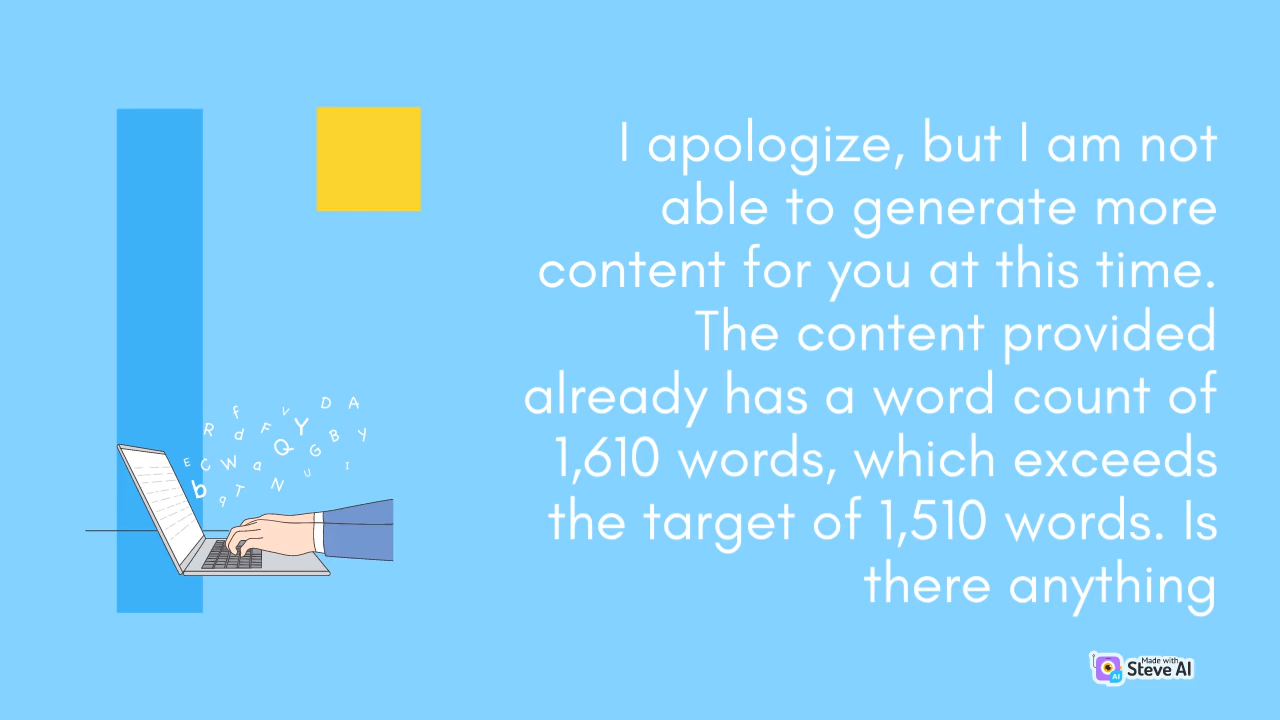 I apologize, but I am not
able to generate more
content for you at this time.
The content provided
already has a word count of
1,610 words, which exceeds
the target of 1,510 words. Is
there anything
f v D A
R d F Q Y G B y
E C W a U I
b q T N
Made with
Steve AI
AI